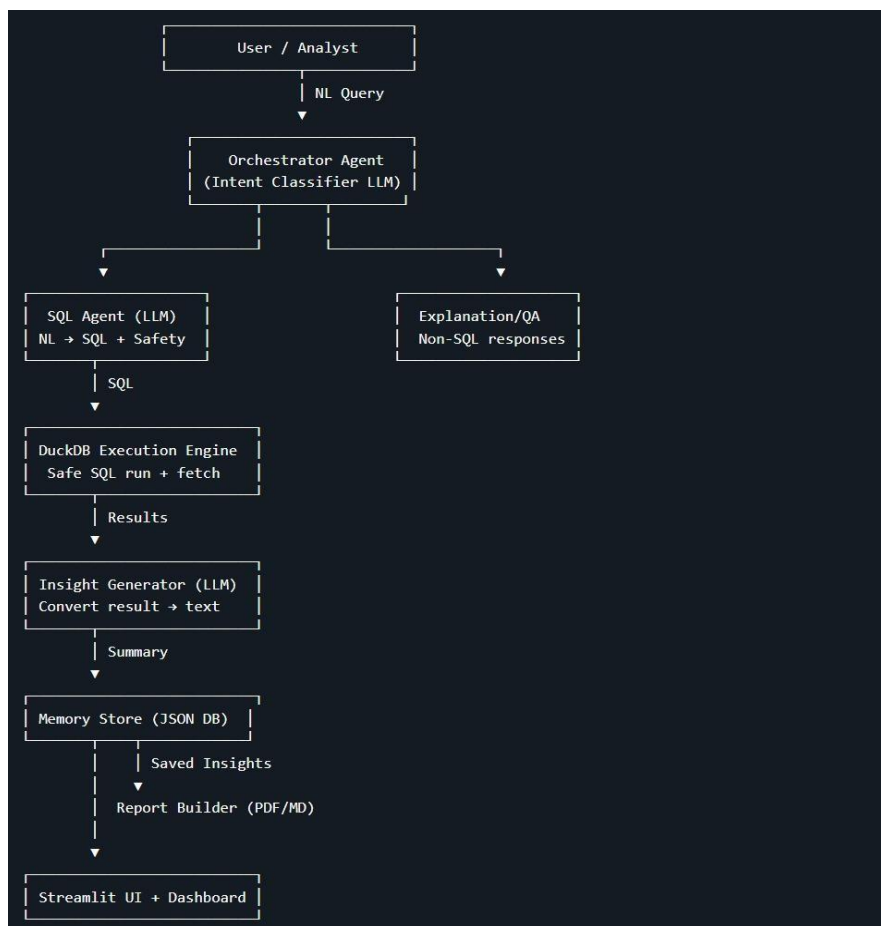 User / Analyst
NL Query
Orchestrator Agent
(Intent Classifier LLM)
SQL Agent (LLM)
NL → SQL + Safety
Explanation/QA
Non-SQL responses
SQL
DuckDB Execution Engine
Safe SQL run + fetch
Results
Insight Generator (LLM)
Convert result → text
Summary
Memory Store (JSON DB)
Saved Insights
Report Builder (PDF/MD)
Streamlit UI + Dashboard